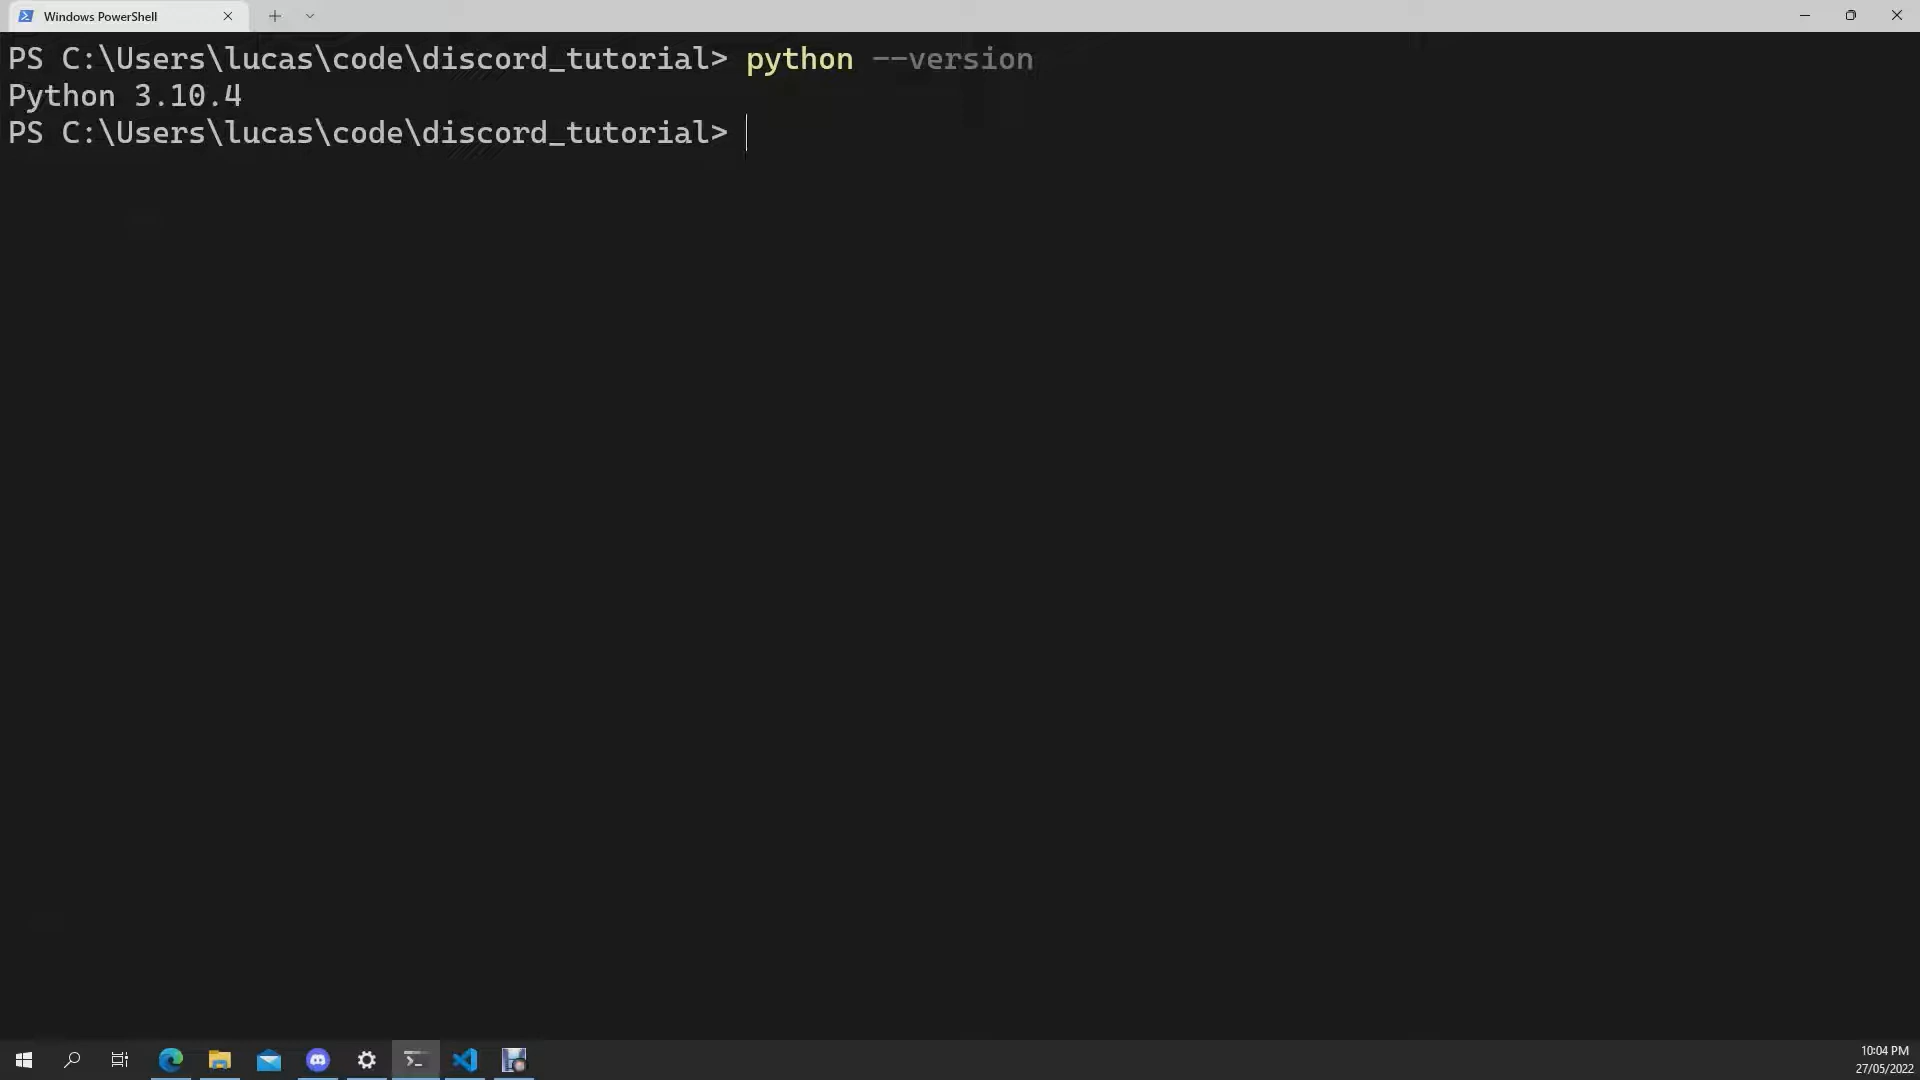 Windows PowerShell
PS C:\Users\lucas\code\discord_tutorial> python --version
Python 3.10.4
PS C:\Users\lucas\code\discord_tutorial>
10:04 PM
27/05/2022